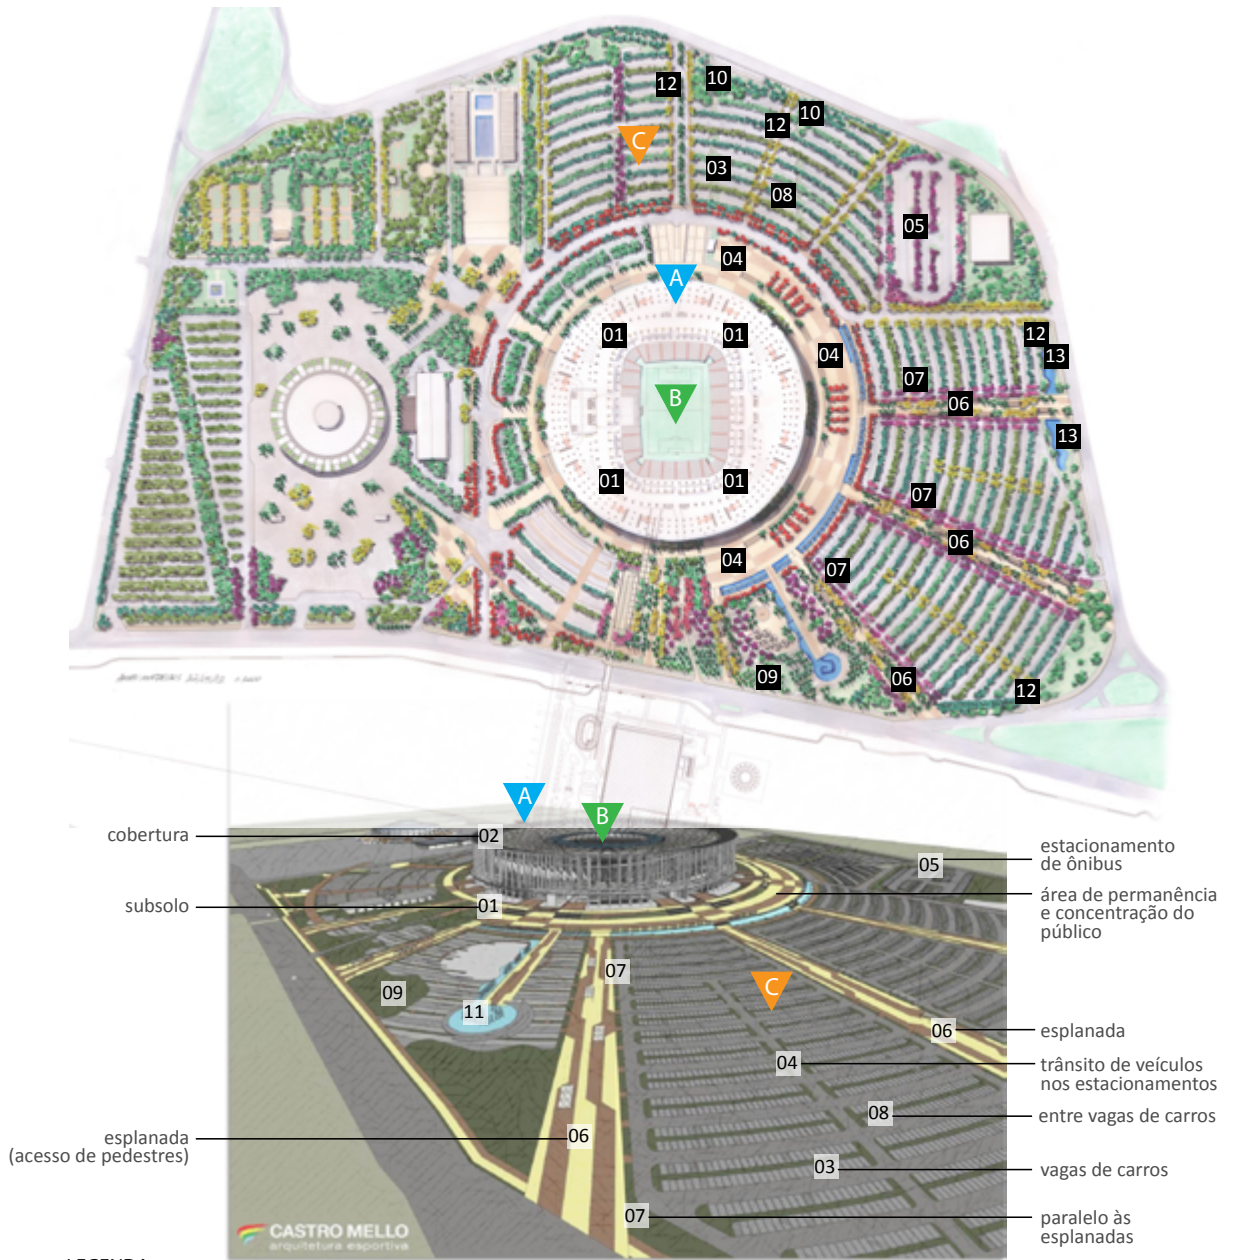 12
10
10
12
C
03
08
05
04
A
01
01
04
12
13
07
B
06
13
01
01
07
06
04
07
09
06
12
A
B
cobertura
02
estacionamento
de ônibus
05
área de permanência
e concentração do
público
subsolo
01
07
C
09
11
06
esplanada
04
trânsito de veículos
nos estacionamentos
08
entre vagas de carros
esplanada
(acesso de pedestres)
06
03
vagas de carros
07
paralelo às
esplanadas
CASTRO MELLO
arquitetura esportiva